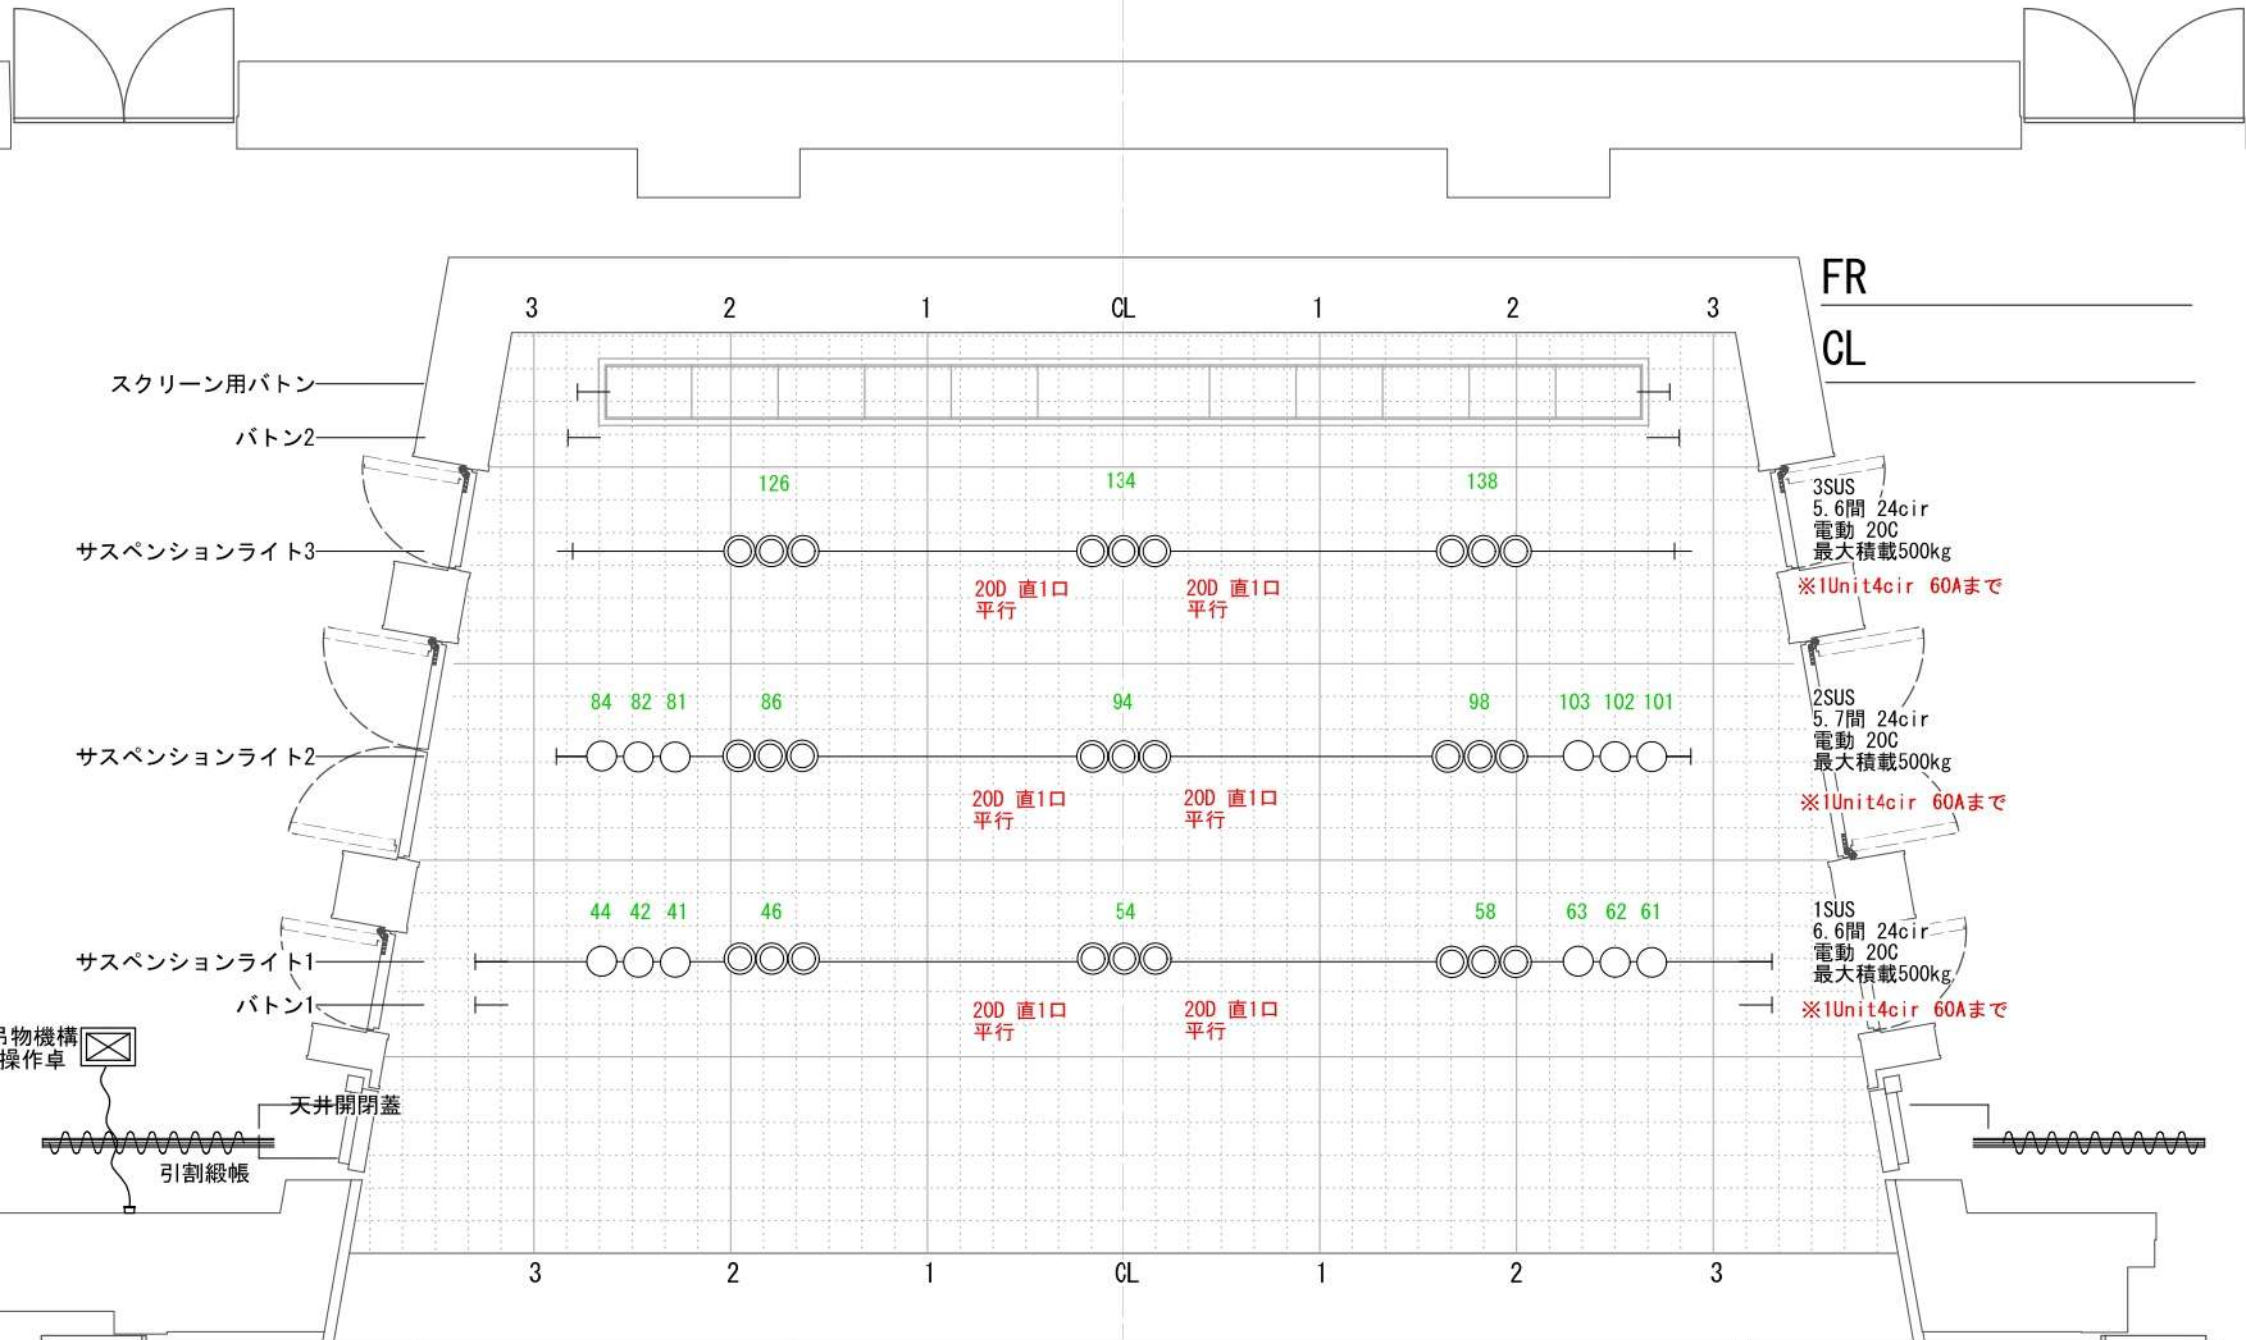 FR
3 2 1 CL 1 2 3
CL
スクリーン用バトン
バトン2
126 134 138
3SUS
5.6間 24cir
電動 20C
最大積載500kg
サスペンションライト3
※1Unit4cir 60Aまで
20D 直1口
平行
20D 直1口
平行
84 82 81 86 94 98 103 102 101
2SUS
5.7間 24cir
電動 20C
最大積載500kg
サスペンションライト2
※1Unit4cir 60Aまで
20D 直1口
平行
20D 直1口
平行
44 42 41 46 54 58 63 62 61
1SUS
6.6間 24cir
電動 20C
最大積載500kg
サスペンションライト1
バトン1
※1Unit4cir 60Aまで
20D 直1口
平行
20D 直1口
平行
吊物機構
操作卓
天井開閉蓋
引割緞帳
3 2 1 CL 1 2 3